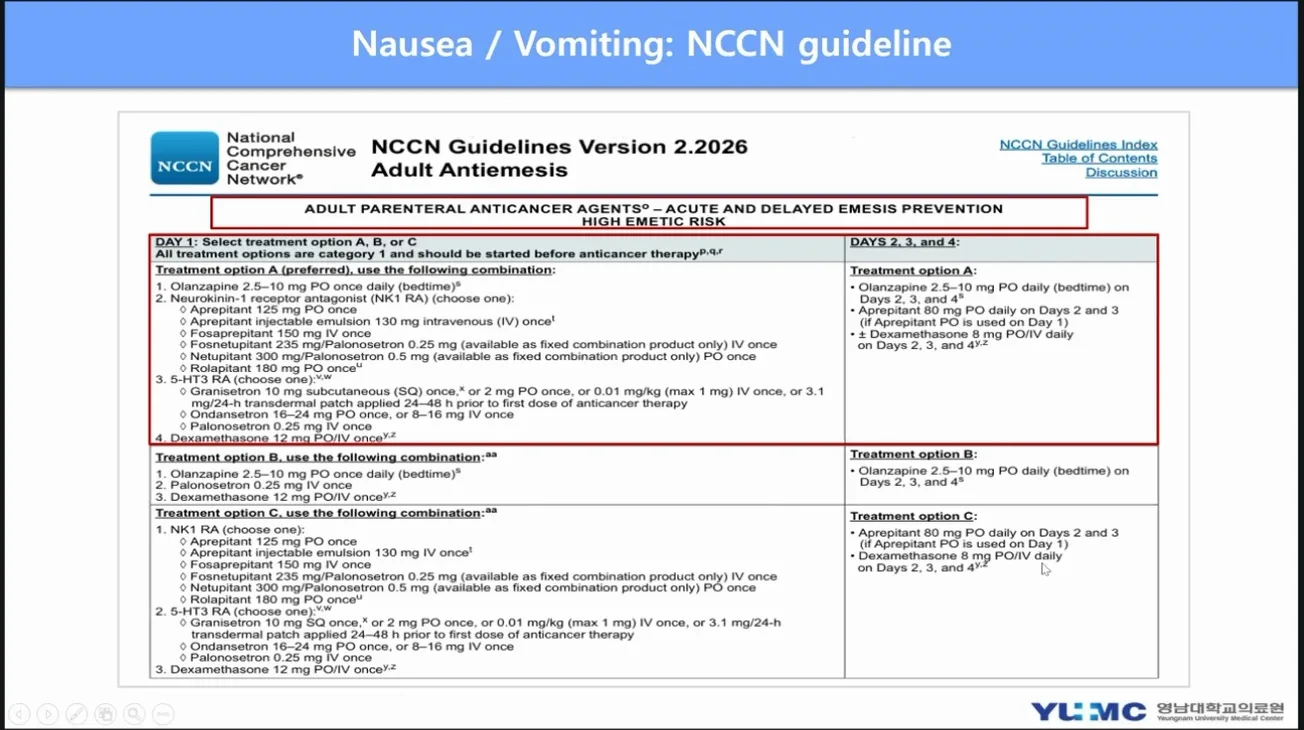 Nausea / Vomiting: NCCN guideline
NCCN
National
Comprehensive
Cancer
Network®
NCCN Guidelines Version 2.2026
Adult Antiemesis
NCCN Guidelines Index
Table of Contents
Discussion
ADULT PARENTERAL ANTICANCER AGENTSᵒ – ACUTE AND DELAYED EMESIS PREVENTION
HIGH EMETIC RISK
DAY 1: Select treatment option A, B, or C
All treatment options are category 1 and should be started before anticancer therapyᵖ,q,ʳ
DAYS 2, 3, and 4:
Treatment option A (preferred), use the following combination:
1. Olanzapine 2.5–10 mg PO once daily (bedtime)ˢ
2. Neurokinin-1 receptor antagonist (NK1 RA) (choose one):
◊ Aprepitant 125 mg PO once
◊ Aprepitant injectable emulsion 130 mg intravenous (IV) onceᵗ
◊ Fosaprepitant 150 mg IV once
◊ Fosnetupitant 235 mg/Palonosetron 0.25 mg (available as fixed combination product only) IV once
◊ Netupitant 300 mg/Palonosetron 0.5 mg (available as fixed combination product only) PO once
◊ Rolapitant 180 mg PO onceᵘ
3. 5-HT3 RA (choose one):ᵛ,ʷ
◊ Granisetron 10 mg subcutaneous (SQ) once,ˣ or 2 mg PO once, or 0.01 mg/kg (max 1 mg) IV once, or 3.1
mg/24-h transdermal patch applied 24–48 h prior to first dose of anticancer therapy
◊ Ondansetron 16–24 mg PO once, or 8–16 mg IV once
◊ Palonosetron 0.25 mg IV once
4. Dexamethasone 12 mg PO/IV onceʸ,ᶻ
Treatment option A:
• Olanzapine 2.5–10 mg PO daily (bedtime) on
Days 2, 3, and 4ˢ
• Aprepitant 80 mg PO daily on Days 2 and 3
(if Aprepitant PO is used on Day 1)
• ± Dexamethasone 8 mg PO/IV daily
on Days 2, 3, and 4ʸ,ᶻ
Treatment option B, use the following combination:ᵃᵃ
1. Olanzapine 2.5–10 mg PO once daily (bedtime)ˢ
2. Palonosetron 0.25 mg IV once
3. Dexamethasone 12 mg PO/IV onceʸ,ᶻ
Treatment option B:
• Olanzapine 2.5–10 mg PO daily (bedtime) on
Days 2, 3, and 4ˢ
Treatment option C, use the following combination:ᵃᵃ
1. NK1 RA (choose one):
◊ Aprepitant 125 mg PO once
◊ Aprepitant injectable emulsion 130 mg IV onceᵗ
◊ Fosaprepitant 150 mg IV once
◊ Fosnetupitant 235 mg/Palonosetron 0.25 mg (available as fixed combination product only) IV once
◊ Netupitant 300 mg/Palonosetron 0.5 mg (available as fixed combination product only) PO once
◊ Rolapitant 180 mg PO onceᵘ
2. 5-HT3 RA (choose one):ᵛ,ʷ
◊ Granisetron 10 mg SQ once,ˣ or 2 mg PO once, or 0.01 mg/kg (max 1 mg) IV once, or 3.1 mg/24-h
transdermal patch applied 24–48 h prior to first dose of anticancer therapy
◊ Ondansetron 16–24 mg PO once, or 8–16 mg IV once
◊ Palonosetron 0.25 mg IV once
3. Dexamethasone 12 mg PO/IV onceʸ,ᶻ
Treatment option C:
• Aprepitant 80 mg PO daily on Days 2 and 3
(if Aprepitant PO is used on Day 1)
• Dexamethasone 8 mg PO/IV daily
on Days 2, 3, and 4ʸ,ᶻ
YUMC 영남대학교의료원
Yeungnam University Medical Center